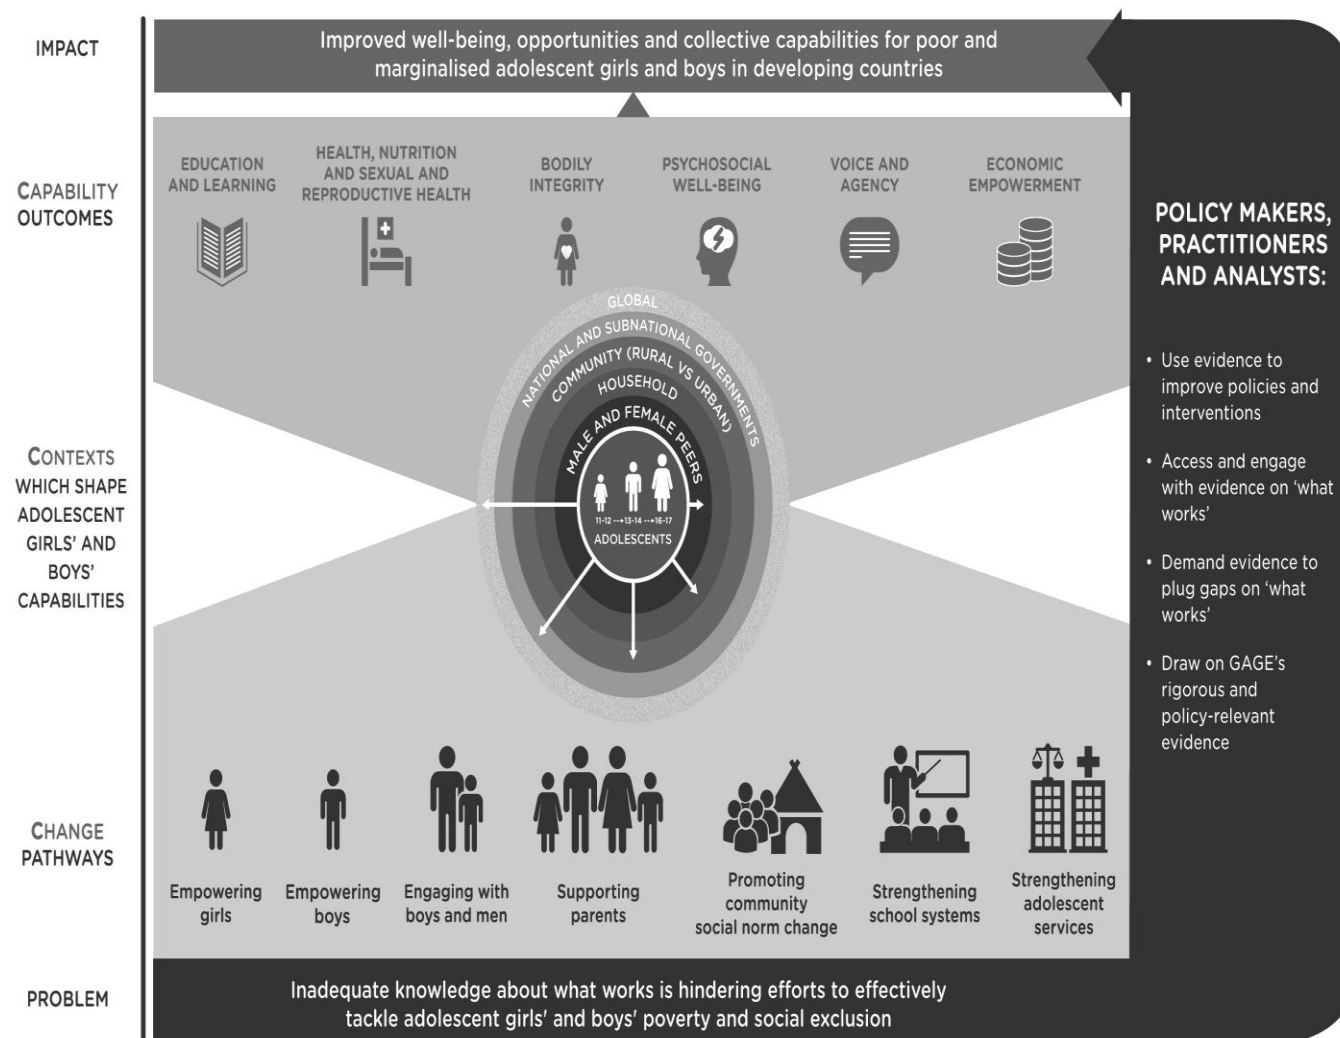 IMPACT
Improved well-being, opportunities and collective capabilities for poor and
marginalised adolescent girls and boys in developing countries
CAPABILITY
OUTCOMES
EDUCATION
AND LEARNING
HEALTH, NUTRITION
AND SEXUAL AND
REPRODUCTIVE HEALTH
BODILY
INTEGRITY
PSYCHOSOCIAL
WELL-BEING
VOICE AND
AGENCY
ECONOMIC
EMPOWERMENT
CONTEXTS
WHICH SHAPE
ADOLESCENT
GIRLS' AND
BOYS'
CAPABILITIES
GLOBAL
NATIONAL AND SUBNATIONAL GOVERNMENTS
COMMUNITY (RURAL VS URBAN)
HOUSEHOLD
MALE AND FEMALE PEERS
11-12 --→ 13-14 --→ 16-17
ADOLESCENTS
CHANGE
PATHWAYS
Empowering
girls
Empowering
boys
Engaging with
boys and men
Supporting
parents
Promoting
community
social norm change
Strengthening
school systems
Strengthening
adolescent
services
PROBLEM
Inadequate knowledge about what works is hindering efforts to effectively
tackle adolescent girls' and boys' poverty and social exclusion
POLICY MAKERS,
PRACTITIONERS
AND ANALYSTS:
• Use evidence to
improve policies and
interventions
• Access and engage
with evidence on 'what
works'
• Demand evidence to
plug gaps on 'what
works'
• Draw on GAGE's
rigorous and
policy-relevant
evidence